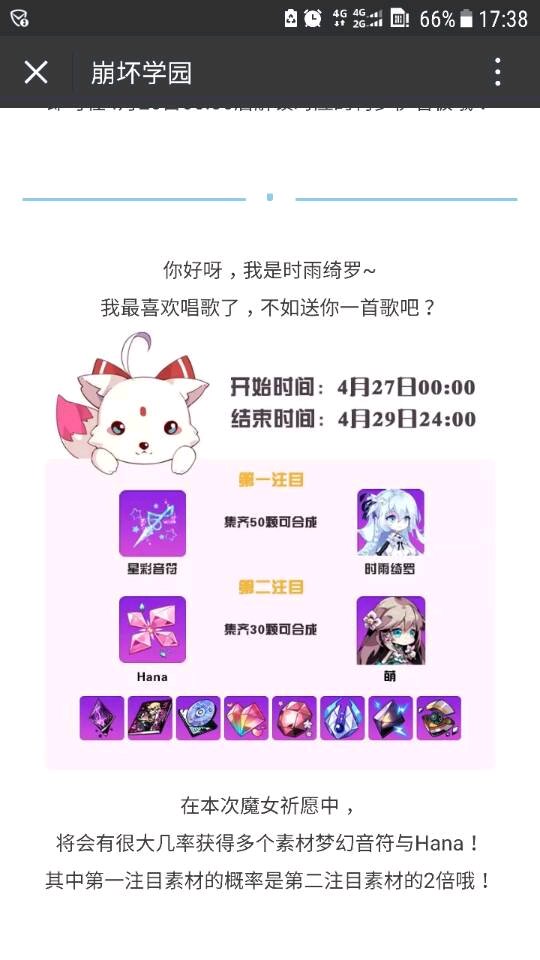 4G
4G
2G
66%
17:38
崩坏学园
你好呀，我是时雨绮罗~
我最喜欢唱歌了，不如送你一首歌吧？
开始时间：4月27日00:00
结束时间：4月29日24:00
第一注目
集齐50颗可合成
星彩音符
时雨绮罗
第二注目
集齐30颗可合成
Hana
萌
在本次魔女祈愿中，
将会有很大几率获得多个素材梦幻音符与Hana！
其中第一注目素材的概率是第二注目素材的2倍哦！